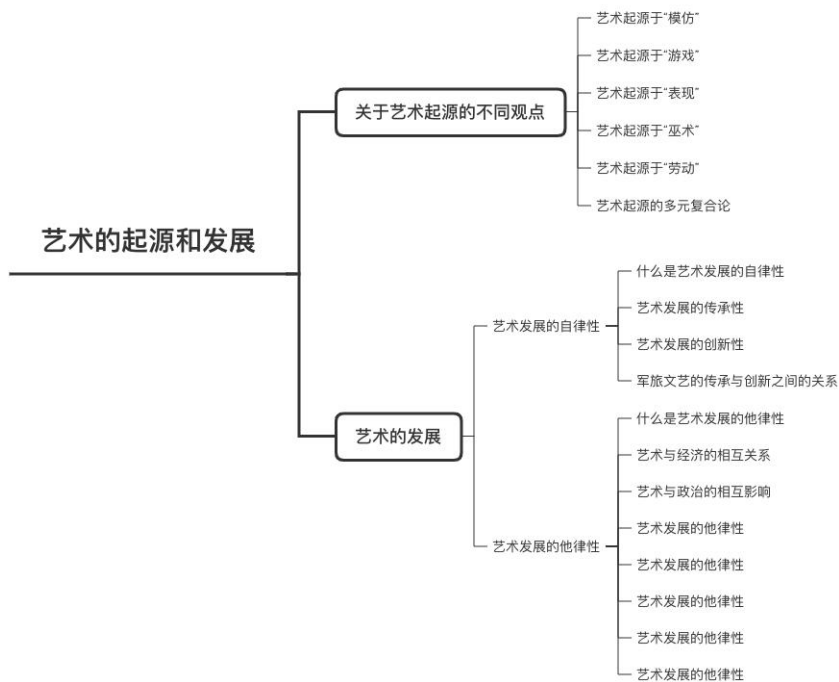 艺术的起源和发展
关于艺术起源的不同观点
艺术起源于“模仿”
艺术起源于“游戏”
艺术起源于“表现”
艺术起源于“巫术”
艺术起源于“劳动”
艺术起源的多元复合论
艺术的发展
艺术发展的自律性
什么是艺术发展的自律性
艺术发展的传承性
艺术发展的创新性
军旅文艺的传承与创新之间的关系
艺术发展的他律性
什么是艺术发展的他律性
艺术与经济的相互关系
艺术与政治的相互影响
艺术发展的他律性
艺术发展的他律性
艺术发展的他律性
艺术发展的他律性
艺术发展的他律性